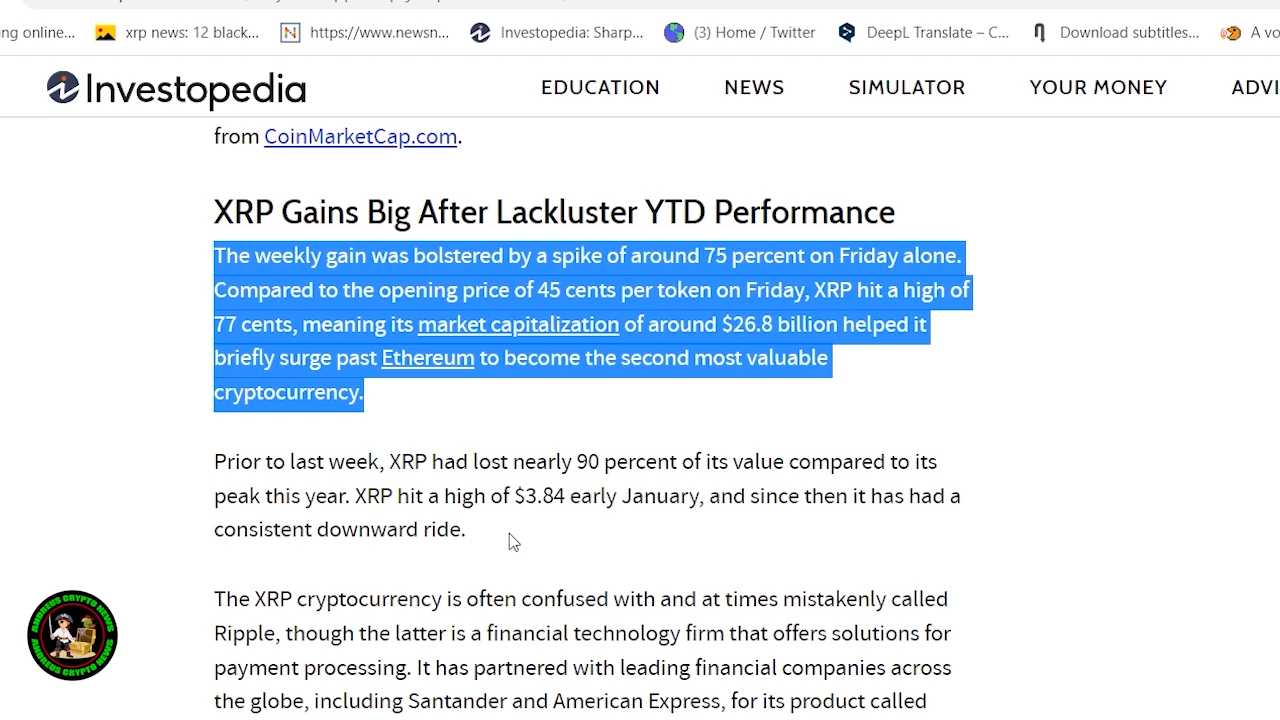 ng online...
xrp news: 12 black...
https://www.newsn...
Investopedia: Sharp...
(3) Home / Twitter
DeepL Translate – C...
Download subtitles...
A vo
Investopedia
EDUCATION
NEWS
SIMULATOR
YOUR MONEY
ADVI
from CoinMarketCap.com.
XRP Gains Big After Lackluster YTD Performance
The weekly gain was bolstered by a spike of around 75 percent on Friday alone.
Compared to the opening price of 45 cents per token on Friday, XRP hit a high of
77 cents, meaning its market capitalization of around $26.8 billion helped it
briefly surge past Ethereum to become the second most valuable
cryptocurrency.
Prior to last week, XRP had lost nearly 90 percent of its value compared to its
peak this year. XRP hit a high of $3.84 early January, and since then it has had a
consistent downward ride.
The XRP cryptocurrency is often confused with and at times mistakenly called
Ripple, though the latter is a financial technology firm that offers solutions for
payment processing. It has partnered with leading financial companies across
the globe, including Santander and American Express, for its product called
ANDREUS CRYPTO NEWS
ANDREUS CRYPTO NEWS